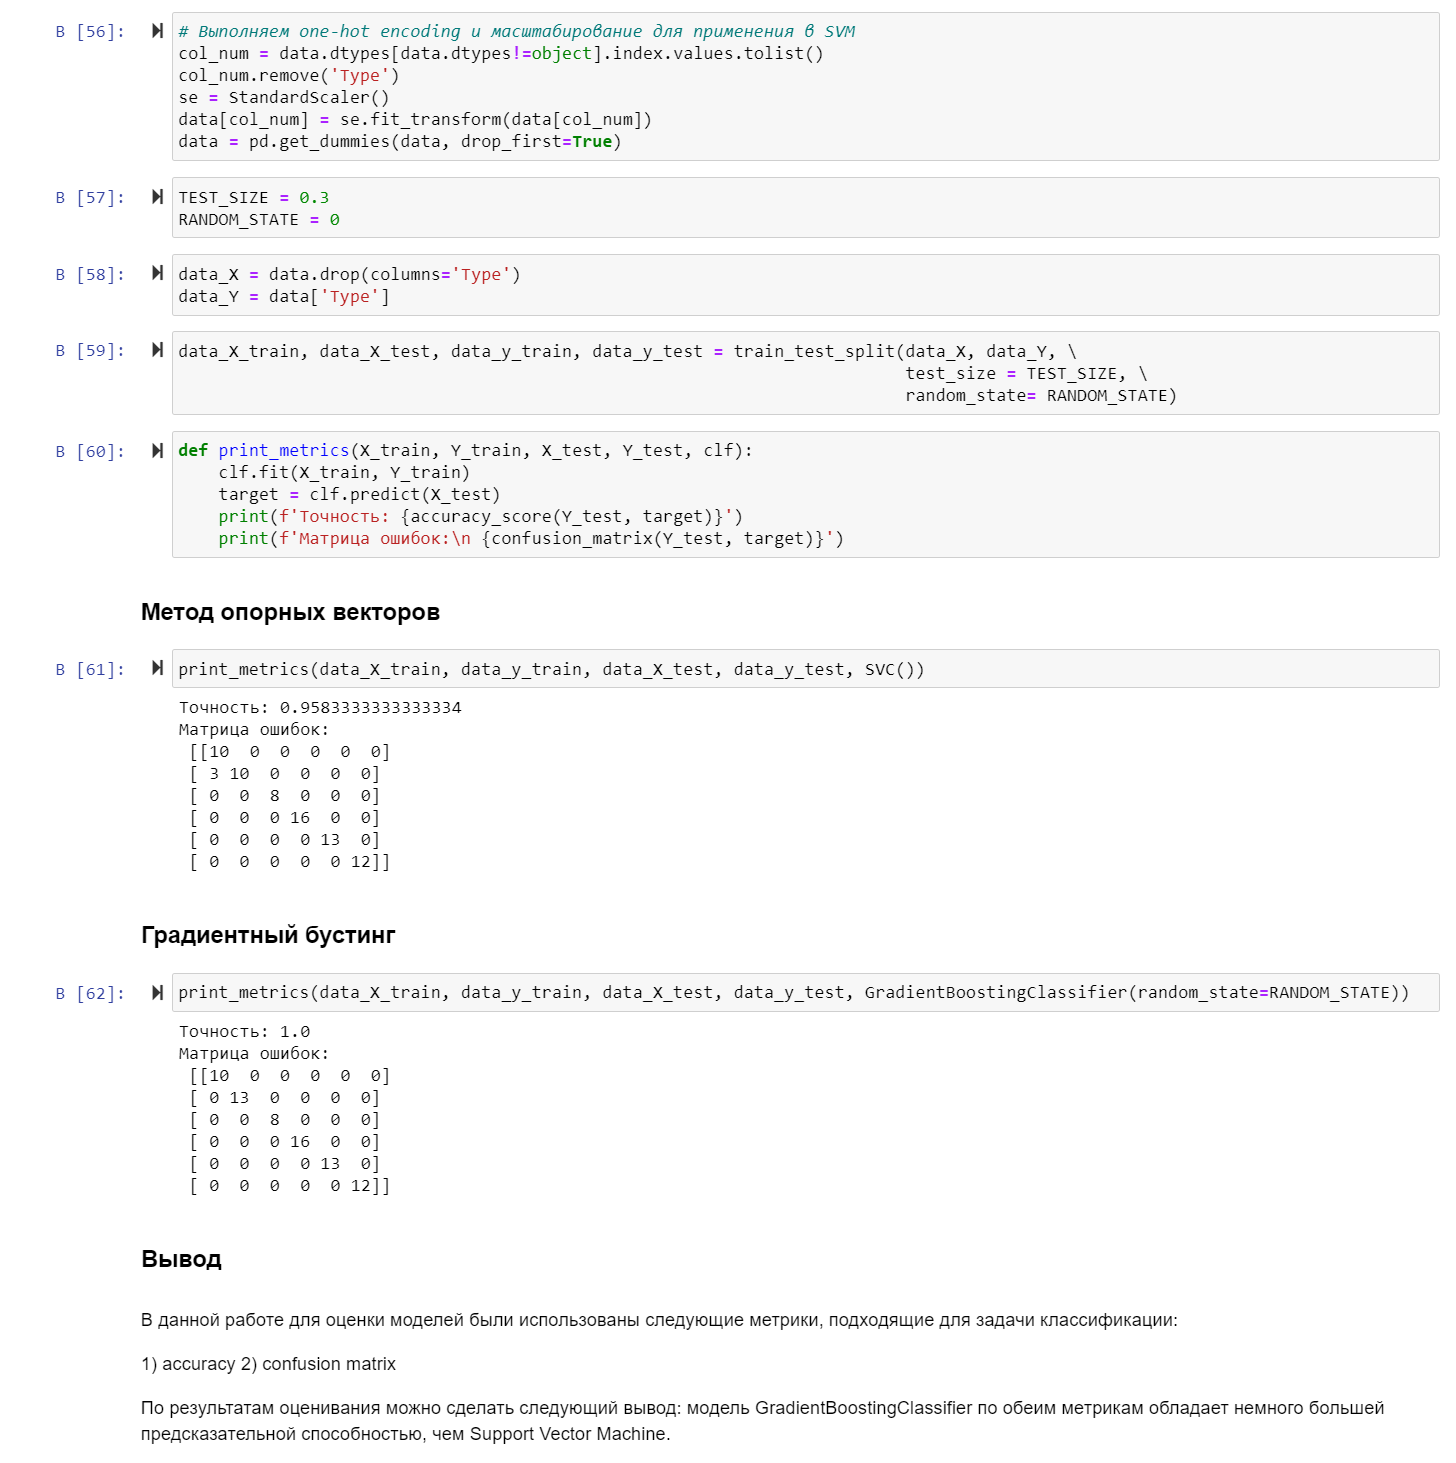 В [56]:
# Выполняем one-hot encoding и масштабирование для применения в SVM
col_num = data.dtypes[data.dtypes!=object].index.values.tolist()
col_num.remove('Type')
se = StandardScaler()
data[col_num] = se.fit_transform(data[col_num])
data = pd.get_dummies(data, drop_first=True)
В [57]:
TEST_SIZE = 0.3
RANDOM_STATE = 0
В [58]:
data_X = data.drop(columns='Type')
data_Y = data['Type']
В [59]:
data_X_train, data_X_test, data_y_train, data_y_test = train_test_split(data_X, data_Y, \
test_size = TEST_SIZE, \
random_state= RANDOM_STATE)
В [60]:
def print_metrics(X_train, Y_train, X_test, Y_test, clf):
    clf.fit(X_train, Y_train)
    target = clf.predict(X_test)
    print(f'Точность: {accuracy_score(Y_test, target)}')
    print(f'Матрица ошибок:\n {confusion_matrix(Y_test, target)}')
Метод опорных векторов
В [61]:
print_metrics(data_X_train, data_y_train, data_X_test, data_y_test, SVC())
Точность: 0.9583333333333334
Матрица ошибок:
[[10  0  0  0  0  0]
[ 3 10  0  0  0  0]
[ 0  0  8  0  0  0]
[ 0  0  0 16  0  0]
[ 0  0  0  0 13  0]
[ 0  0  0  0  0 12]]
Градиентный бустинг
В [62]:
print_metrics(data_X_train, data_y_train, data_X_test, data_y_test, GradientBoostingClassifier(random_state=RANDOM_STATE))
Точность: 1.0
Матрица ошибок:
[[10  0  0  0  0  0]
[ 0 13  0  0  0  0]
[ 0  0  8  0  0  0]
[ 0  0  0 16  0  0]
[ 0  0  0  0 13  0]
[ 0  0  0  0  0 12]]
Вывод
В данной работе для оценки моделей были использованы следующие метрики, подходящие для задачи классификации:
1) accuracy 2) confusion matrix
По результатам оценивания можно сделать следующий вывод: модель GradientBoostingClassifier по обеим метрикам обладает немного большей
предсказательной способностью, чем Support Vector Machine.